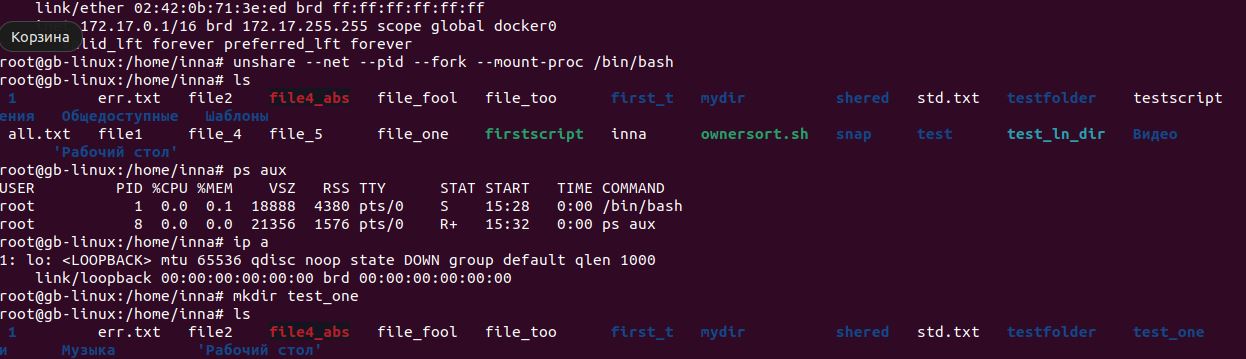 link/ether 02:42:0b:71:3e:ed brd ff:ff:ff:ff:ff:ff
172.17.0.1/16 brd 172.17.255.255 scope global docker0
Корзина
lid_lft forever preferred_lft forever
root@gb-linux:/home/inna# unshare --net --pid --fork --mount-proc /bin/bash
root@gb-linux:/home/inna# ls
1 err.txt file2 file4_abs file_fool file_too first_t mydir shered std.txt testfolder testscript
ения Общедоступные Шаблоны
all.txt file1 file_4 file_5 file_one firstscript inna ownersort.sh snap test test_ln_dir Видео
'Рабочий стол'
root@gb-linux:/home/inna# ps aux
USER PID %CPU %MEM VSZ RSS TTY STAT START TIME COMMAND
root 1 0.0 0.1 18888 4380 pts/0 S 15:28 0:00 /bin/bash
root 8 0.0 0.0 21356 1576 pts/0 R+ 15:32 0:00 ps aux
root@gb-linux:/home/inna# ip a
1: lo: <LOOPBACK> mtu 65536 qdisc noop state DOWN group default qlen 1000
link/loopback 00:00:00:00:00:00 brd 00:00:00:00:00:00
root@gb-linux:/home/inna# mkdir test_one
root@gb-linux:/home/inna# ls
1 err.txt file2 file4_abs file_fool file_too first_t mydir shered std.txt testfolder test_one
и Музыка 'Рабочий стол'